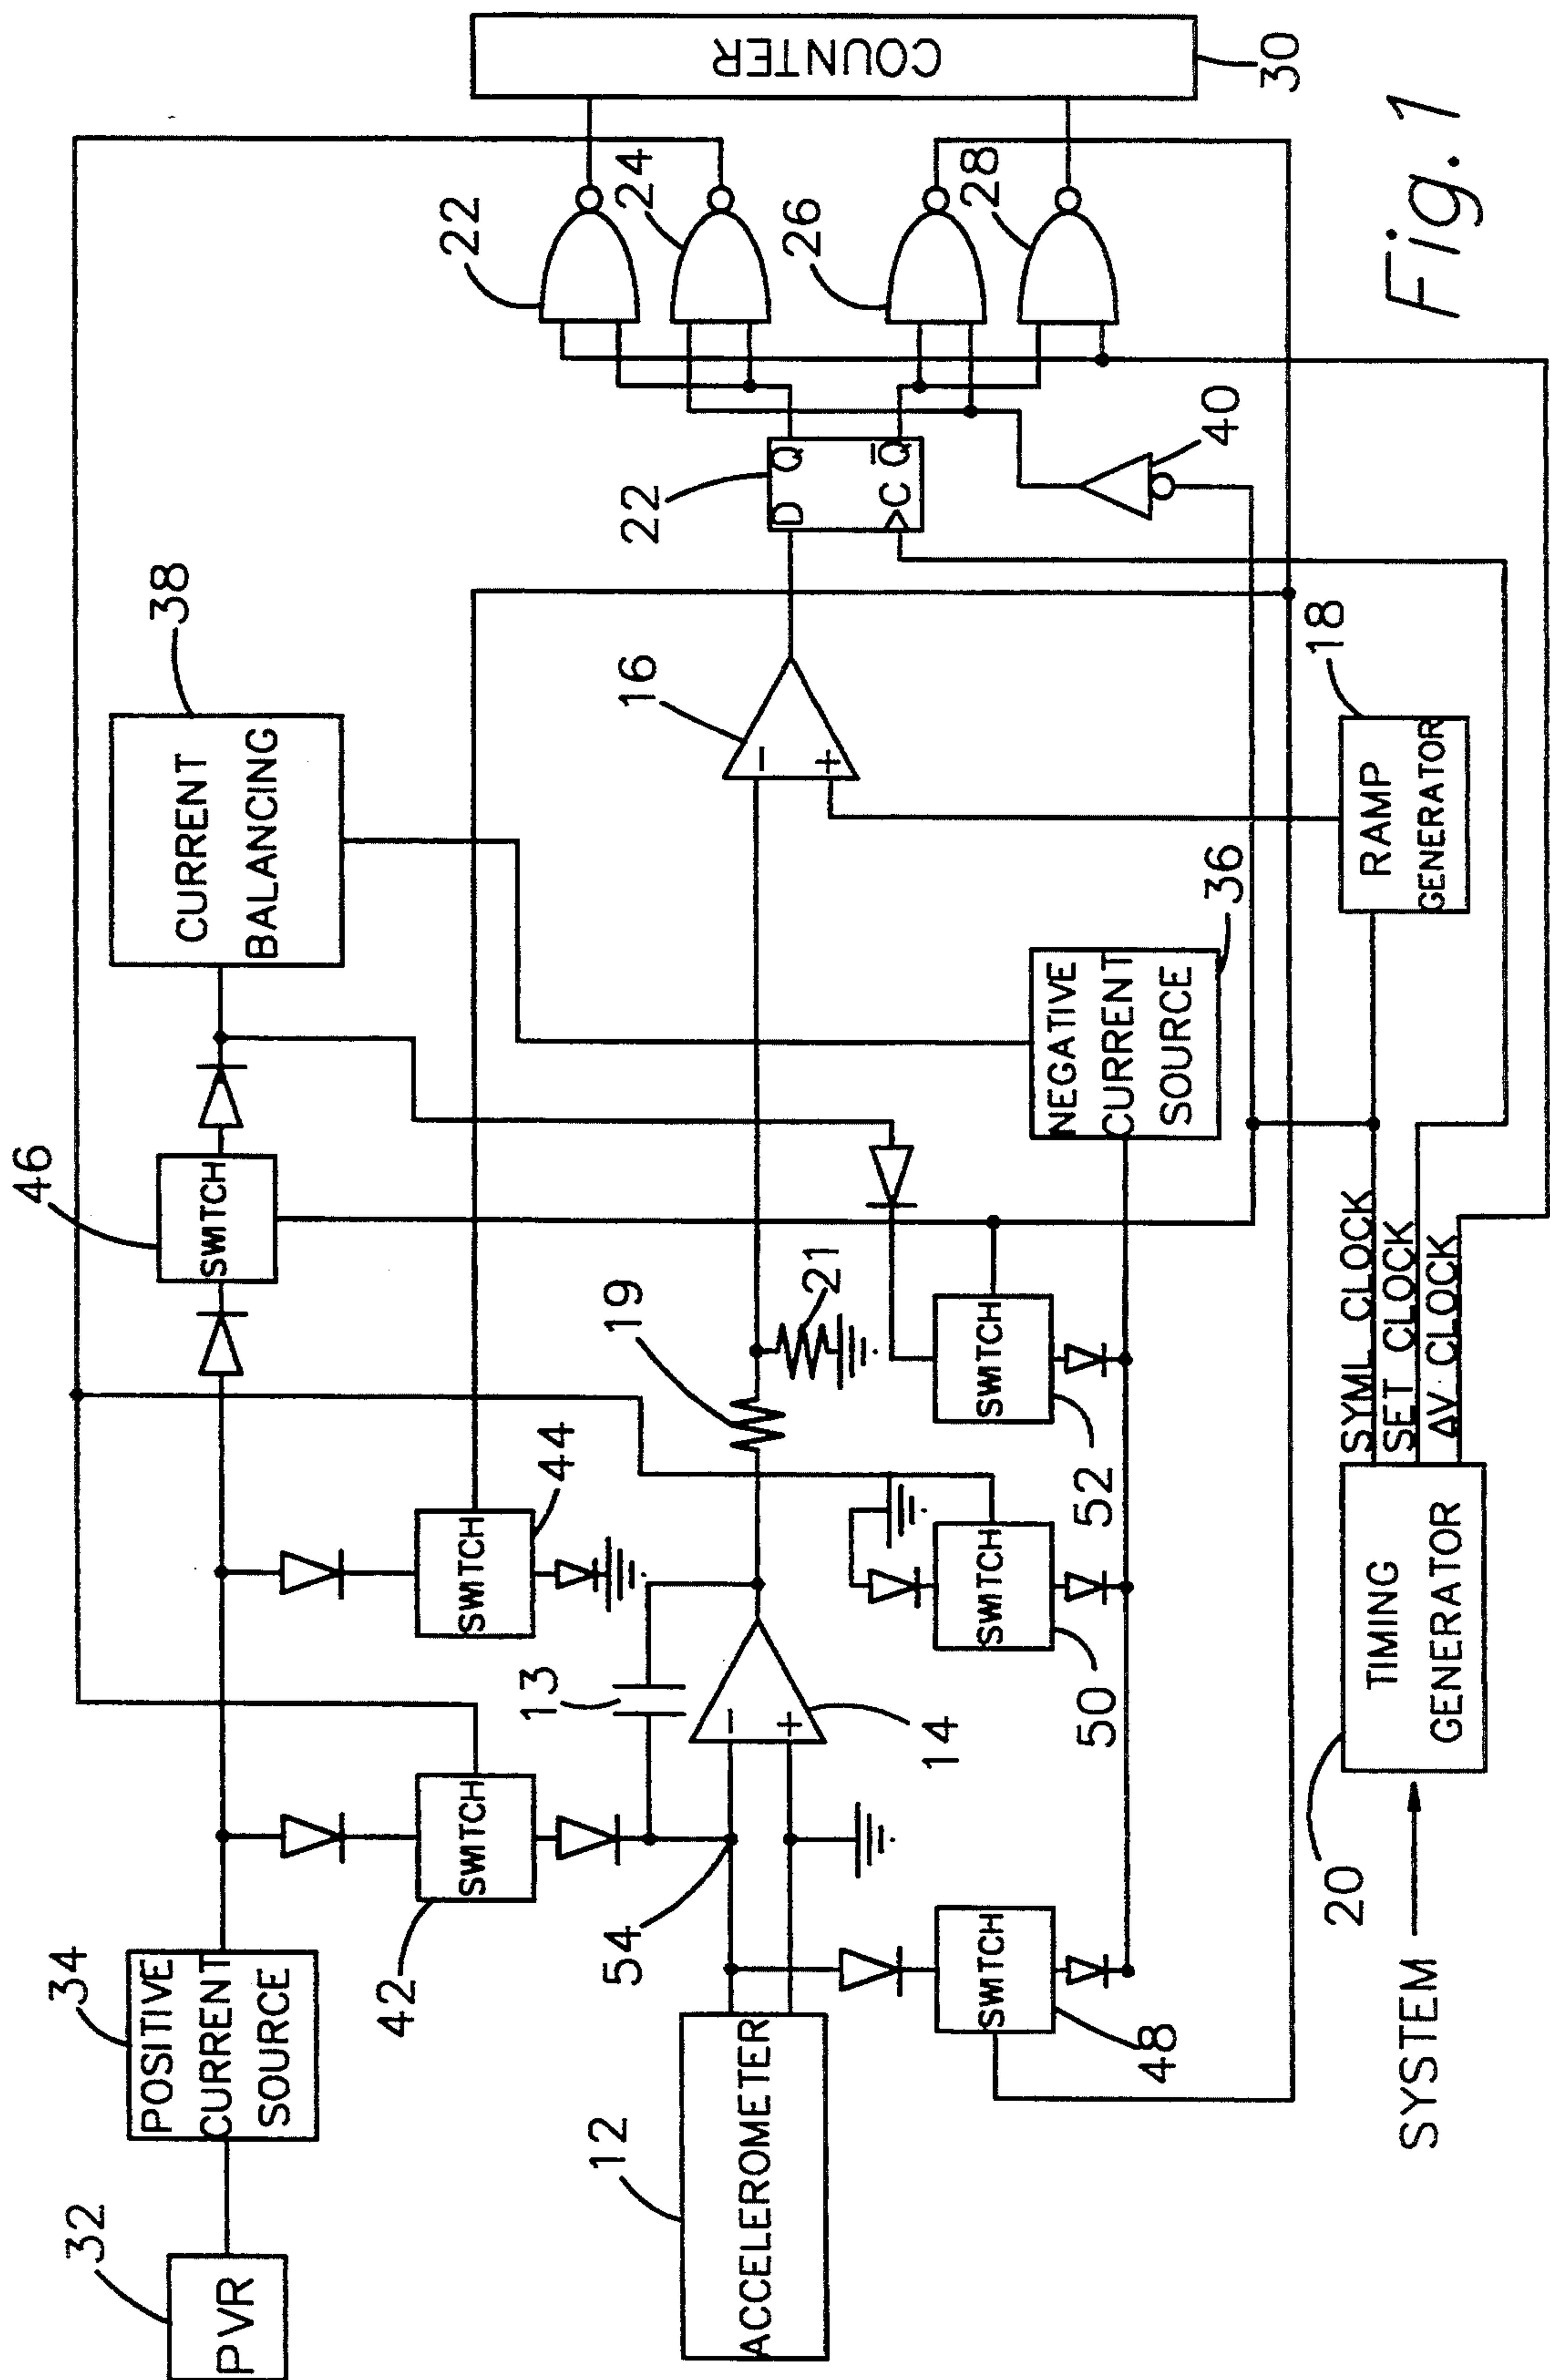 32
PVR
34
POSITIVE
CURRENT
SOURCE
46
SWITCH
38
CURRENT
BALANCING
42
SWITCH
44
SWITCH
13
19
21
54
14
12
ACCELEROMETER
-
+
16
-
+
22
D
Q
C
Q̅
22
24
26
28
COUNTER
30
40
48
SWITCH
50
SWITCH
52
SWITCH
NEGATIVE
CURRENT
SOURCE
36
18
RAMP
GENERATOR
SYSTEM
20
TIMING
GENERATOR
SYML CLOCK
SET CLOCK
ΔV CLOCK
Fig. 1